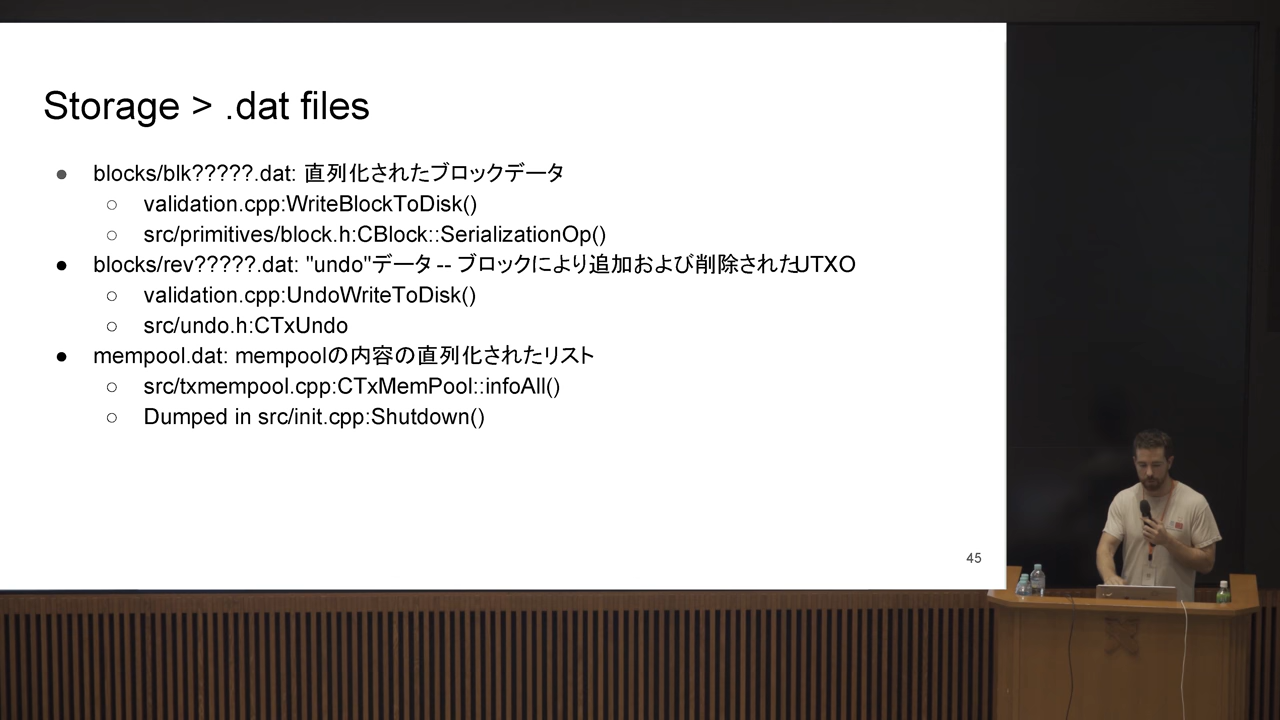 Storage > .dat files
● blocks/blk?????.dat: 直列化されたブロックデータ
○ validation.cpp:WriteBlockToDisk()
○ src/primitives/block.h:CBlock::SerializationOp()
● blocks/rev?????.dat: "undo"データ -- ブロックにより追加および削除されたUTXO
○ validation.cpp:UndoWriteToDisk()
○ src/undo.h:CTxUndo
● mempool.dat: mempoolの内容の直列化されたリスト
○ src/txmempool.cpp:CTxMemPool::infoAll()
○ Dumped in src/init.cpp:Shutdown()
45